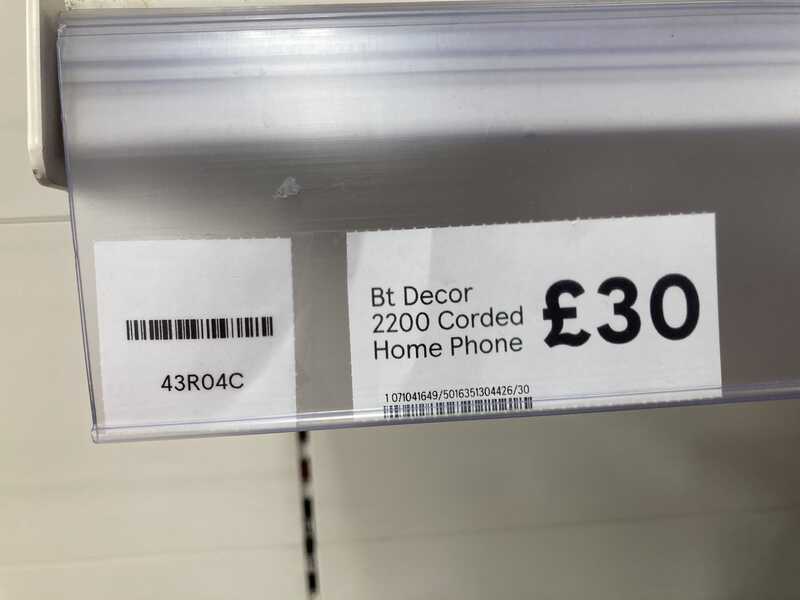 43R04C
Bt Decor
2200 Corded
Home Phone
£30
1 071041649/5016351304426/30